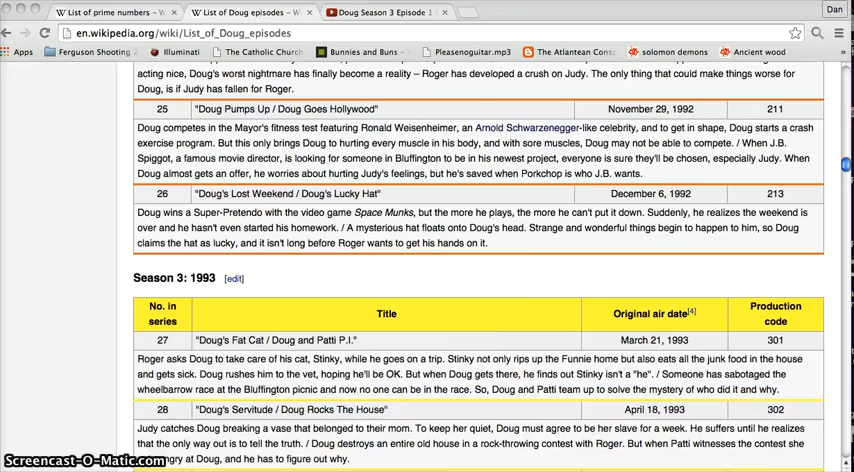 List of prime numbers - W
List of Doug episodes - Wi
Doug Season 3 Episode 1
Dan
en.wikipedia.org/wiki/List_of_Doug_episodes
Apps
Ferguson Shooting
Illuminati
The Catholic Church
Bunnies and Buns
Pleasenoguitar.mp3
The Atlantean Cons
solomon demons
Ancient wood
acting nice, Doug's worst nightmare has finally become a reality – Roger has developed a crush on Judy. The only thing that could make things worse for
Doug, is if Judy has fallen for Roger.
25 "Doug Pumps Up / Doug Goes Hollywood" November 29, 1992 211
Doug competes in the Mayor's fitness test featuring Ronald Weisenheimer, an Arnold Schwarzenegger-like celebrity, and to get in shape, Doug starts a crash
exercise program. But this only brings Doug to hurting every muscle in his body, and with sore muscles, Doug may not be able to compete. / When J.B.
Spiggot, a famous movie director, is looking for someone in Bluffington to be in his newest project, everyone is sure they'll be chosen, especially Judy. When
Doug almost gets an offer, he worries about hurting Judy's feelings, but he's saved when Porkchop is who J.B. wants.
26 "Doug's Lost Weekend / Doug's Lucky Hat" December 6, 1992 213
Doug wins a Super-Pretendo with the video game Space Munks, but the more he plays, the more he can't put it down. Suddenly, he realizes the weekend is
over and he hasn't even started his homework. / A mysterious hat floats onto Doug's head. Strange and wonderful things begin to happen to him, so Doug
claims the hat as lucky, and it isn't long before Roger wants to get his hands on it.
Season 3: 1993 [edit]
No. in series Title Original air date[4] Production code
27 "Doug's Fat Cat / Doug and Patti P.I." March 21, 1993 301
Roger asks Doug to take care of his cat, Stinky, while he goes on a trip. Stinky not only rips up the Funnie home but also eats all the junk food in the house
and gets sick. Doug rushes him to the vet, hoping he'll be OK. But when Doug gets there, he finds out Stinky isn't a "he". / Someone has sabotaged the
wheelbarrow race at the Bluffington picnic and now no one can be in the race. So, Doug and Patti team up to solve the mystery of who did it and why.
28 "Doug's Servitude / Doug Rocks The House" April 18, 1993 302
Judy catches Doug breaking a vase that belonged to their mom. To keep her quiet, Doug must agree to be her slave for a week. He suffers until he realizes
that the only way out is to tell the truth. / Doug destroys an entire old house in a rock-throwing contest with Roger. But when Patti witnesses the contest she
ngry at Doug, and he has to figure out why.
Screencast-O-Matic.com